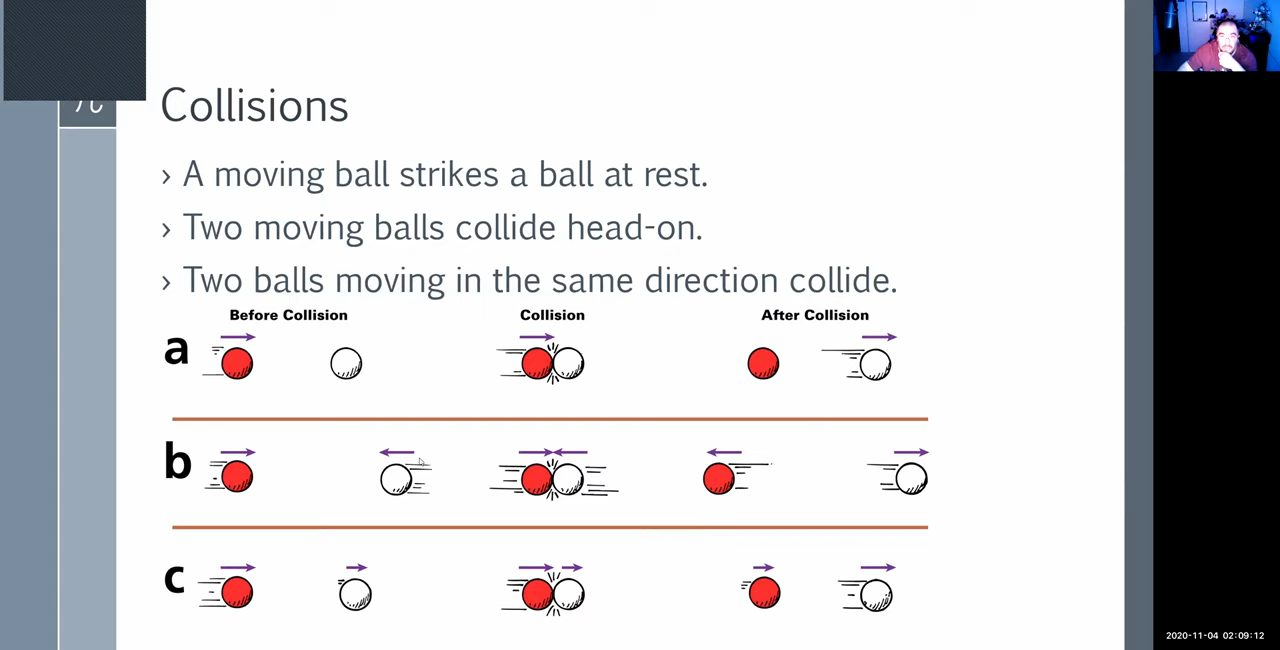 Collisions
› A moving ball strikes a ball at rest.
› Two moving balls collide head-on.
› Two balls moving in the same direction collide.
Before Collision Collision After Collision
a
b
c
2020-11-04 02:09:12